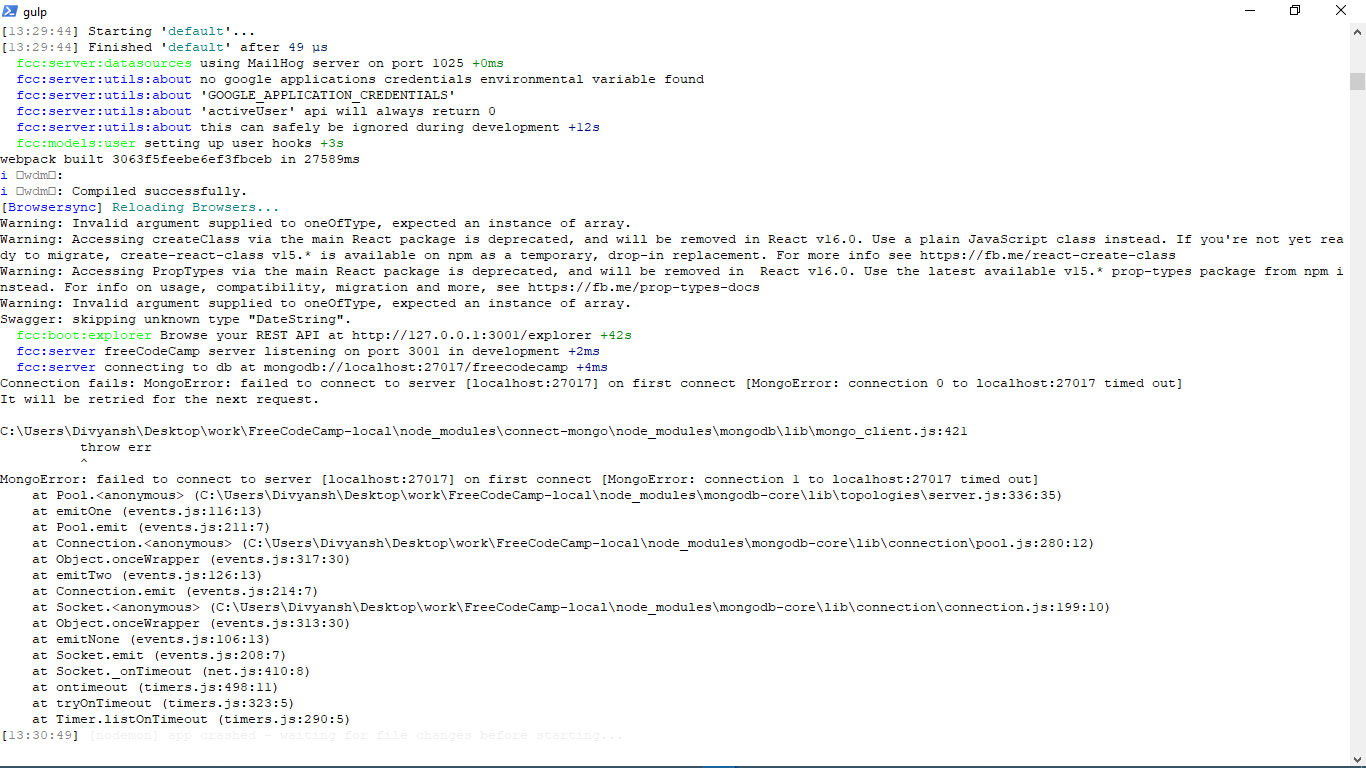 gulp
[13:29:44] Starting 'default'...
[13:29:44] Finished 'default' after 49 μs
fcc:server:datasources using MailHog server on port 1025 +0ms
fcc:server:utils:about no google applications credentials environmental variable found
fcc:server:utils:about 'GOOGLE_APPLICATION_CREDENTIALS'
fcc:server:utils:about 'activeUser' api will always return 0
fcc:server:utils:about this can safely be ignored during development +12s
fcc:models:user setting up user hooks +3s
webpack built 3063f5feebe6ef3fbceb in 27589ms
i □wdm□:
i □wdm□: Compiled successfully.
[Browsersync] Reloading Browsers...
Warning: Invalid argument supplied to oneOfType, expected an instance of array.
Warning: Accessing createClass via the main React package is deprecated, and will be removed in React v16.0. Use a plain JavaScript class instead. If you're not yet rea
dy to migrate, create-react-class v15.* is available on npm as a temporary, drop-in replacement. For more info see https://fb.me/react-create-class
Warning: Accessing PropTypes via the main React package is deprecated, and will be removed in  React v16.0. Use the latest available v15.* prop-types package from npm i
nstead. For info on usage, compatibility, migration and more, see https://fb.me/prop-types-docs
Warning: Invalid argument supplied to oneOfType, expected an instance of array.
Swagger: skipping unknown type "DateString".
fcc:boot:explorer Browse your REST API at http://127.0.0.1:3001/explorer +42s
fcc:server freeCodeCamp server listening on port 3001 in development +2ms
fcc:server connecting to db at mongodb://localhost:27017/freecodecamp +4ms
Connection fails: MongoError: failed to connect to server [localhost:27017] on first connect [MongoError: connection 0 to localhost:27017 timed out]
It will be retried for the next request.
C:\Users\Divyansh\Desktop\work\FreeCodeCamp-local\node_modules\connect-mongo\node_modules\mongodb\lib\mongo_client.js:421
throw err
^
MongoError: failed to connect to server [localhost:27017] on first connect [MongoError: connection 1 to localhost:27017 timed out]
at Pool.<anonymous> (C:\Users\Divyansh\Desktop\work\FreeCodeCamp-local\node_modules\mongodb-core\lib\topologies\server.js:336:35)
at emitOne (events.js:116:13)
at Pool.emit (events.js:211:7)
at Connection.<anonymous> (C:\Users\Divyansh\Desktop\work\FreeCodeCamp-local\node_modules\mongodb-core\lib\connection\pool.js:280:12)
at Object.onceWrapper (events.js:317:30)
at emitTwo (events.js:126:13)
at Connection.emit (events.js:214:7)
at Socket.<anonymous> (C:\Users\Divyansh\Desktop\work\FreeCodeCamp-local\node_modules\mongodb-core\lib\connection\connection.js:199:10)
at Object.onceWrapper (events.js:313:30)
at emitNone (events.js:106:13)
at Socket.emit (events.js:208:7)
at Socket._onTimeout (net.js:410:8)
at ontimeout (timers.js:498:11)
at tryOnTimeout (timers.js:323:5)
at Timer.listOnTimeout (timers.js:290:5)
[13:30:49] [nodemon] app crashed - waiting for file changes before starting...